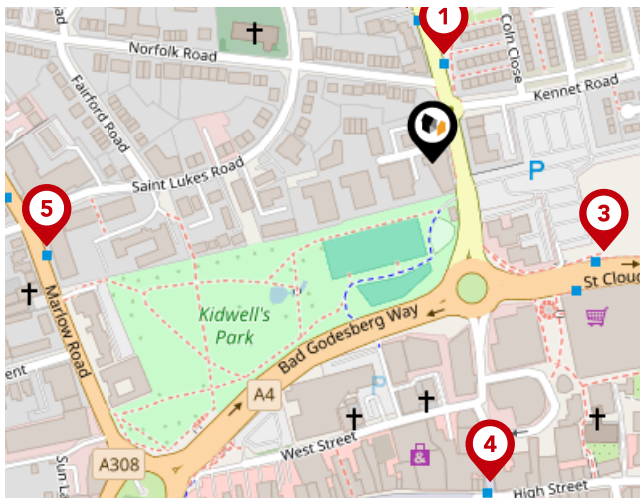 1
Coln Close
Norfolk Road
Kennet Road
Fairford Road
P
Saint Lukes Road
5
3
St Cloud
Marlow Road
Kidwell's
Park
Bad Godesberg Way
P
A4
West Street
4
A308
High Street